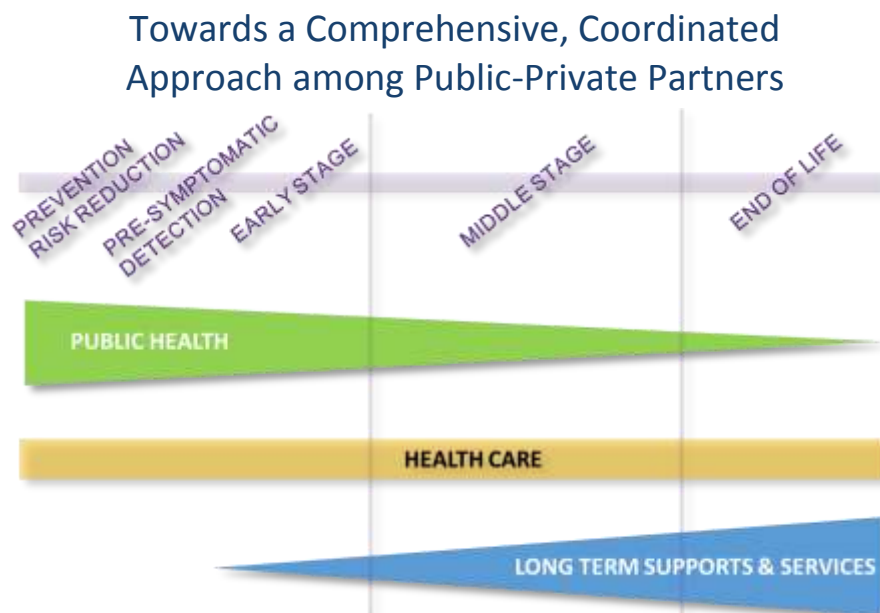 Towards a Comprehensive, Coordinated
Approach among Public-Private Partners
PREVENTION
RISK REDUCTION
PRE-SYMPTOMATIC
DETECTION
EARLY STAGE
MIDDLE STAGE
END OF LIFE
PUBLIC HEALTH
HEALTH CARE
LONG TERM SUPPORTS & SERVICES